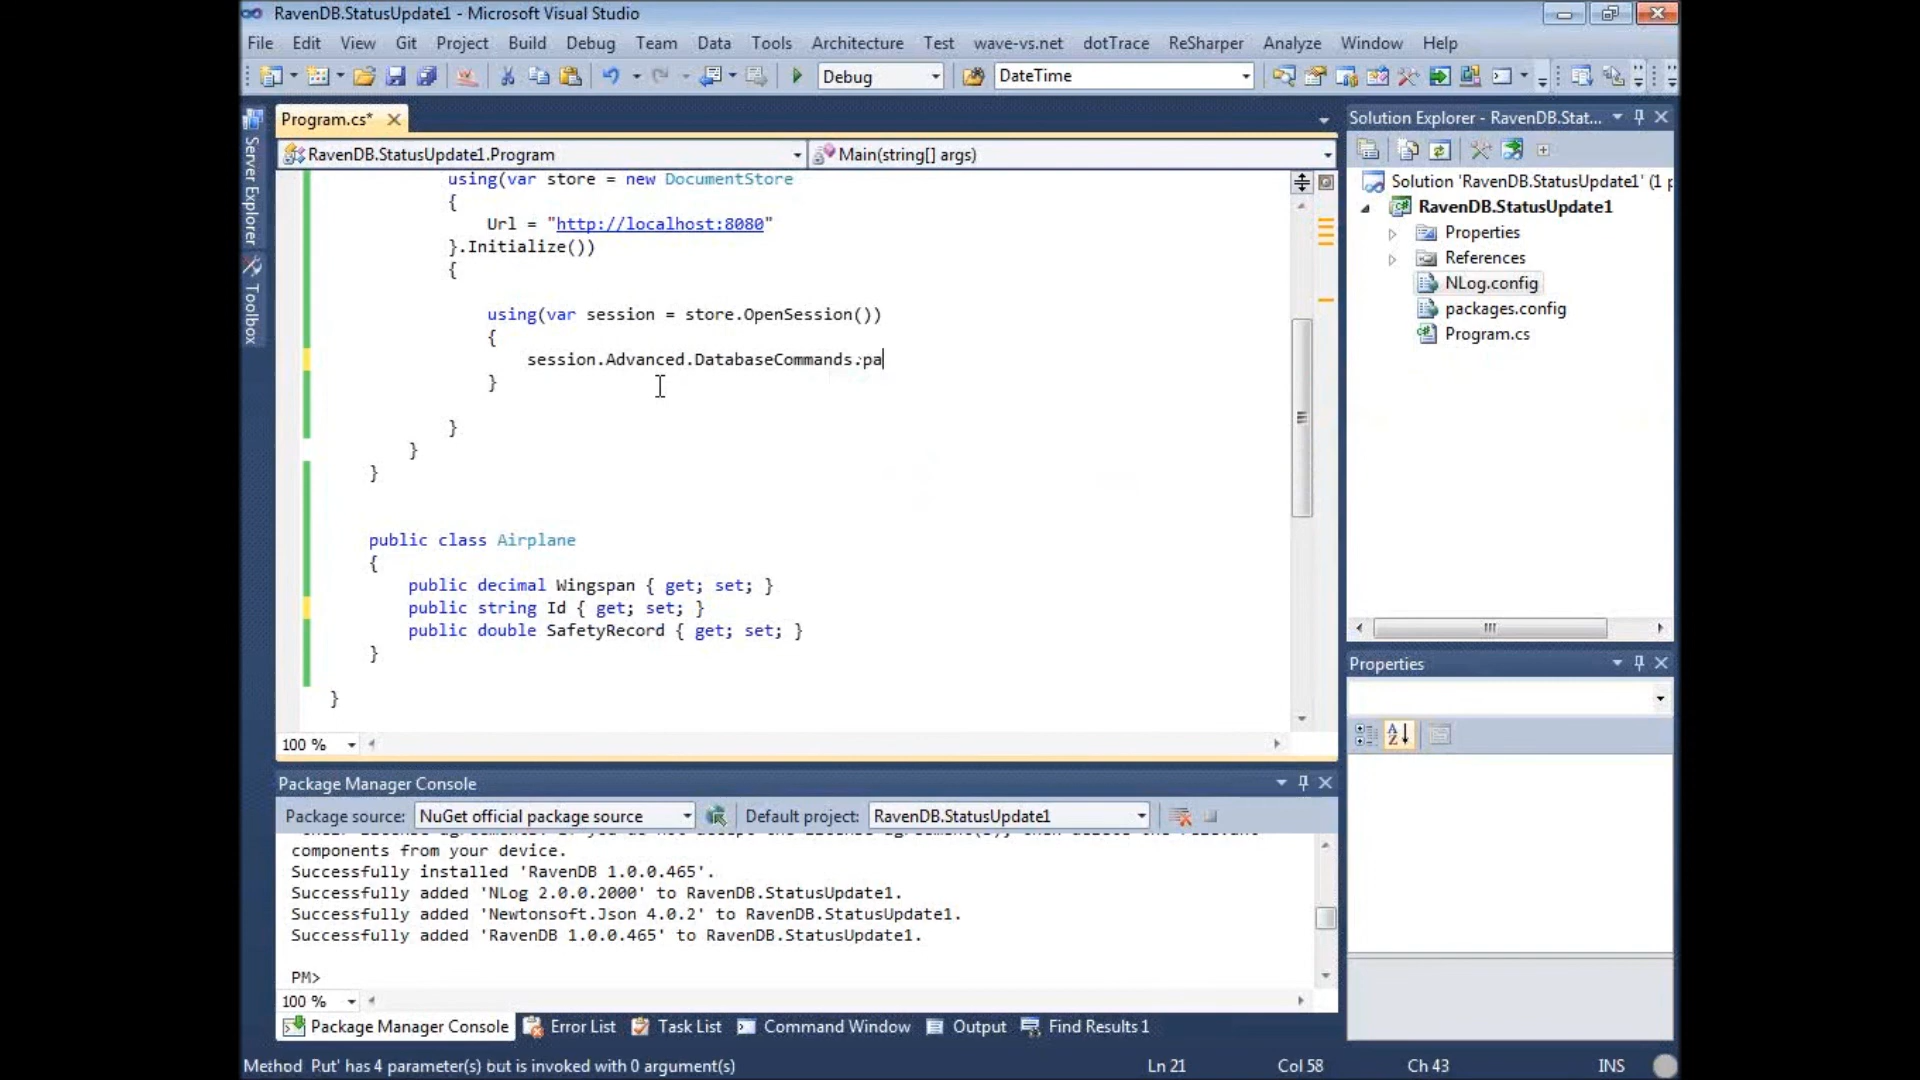 RavenDB.StatusUpdate1 - Microsoft Visual Studio
File Edit View Git Project Build Debug Team Data Tools Architecture Test wave-vs.net dotTrace ReSharper Analyze Window Help
Debug DateTime
Server Explorer
Toolbox
Program.cs*
RavenDB.StatusUpdate1.Program Main(string[] args)
using(var store = new DocumentStore
{
Url = "http://localhost:8080"
}.Initialize())
{
using(var session = store.OpenSession())
{
session.Advanced.DatabaseCommands.pa
}
}
}
}
public class Airplane
{
public decimal Wingspan { get; set; }
public string Id { get; set; }
public double SafetyRecord { get; set; }
}
}
100 %
Solution Explorer - RavenDB.Stat...
Solution 'RavenDB.StatusUpdate1' (1 p
RavenDB.StatusUpdate1
Properties
References
NLog.config
packages.config
Program.cs
Properties
Package Manager Console
Package source: NuGet official package source Default project: RavenDB.StatusUpdate1
components from your device.
Successfully installed 'RavenDB 1.0.0.465'.
Successfully added 'NLog 2.0.0.2000' to RavenDB.StatusUpdate1.
Successfully added 'Newtonsoft.Json 4.0.2' to RavenDB.StatusUpdate1.
Successfully added 'RavenDB 1.0.0.465' to RavenDB.StatusUpdate1.
PM>
100 %
Package Manager Console Error List Task List Command Window Output Find Results 1
Method Put' has 4 parameter(s) but is invoked with 0 argument(s) Ln 21 Col 58 Ch 43 INS